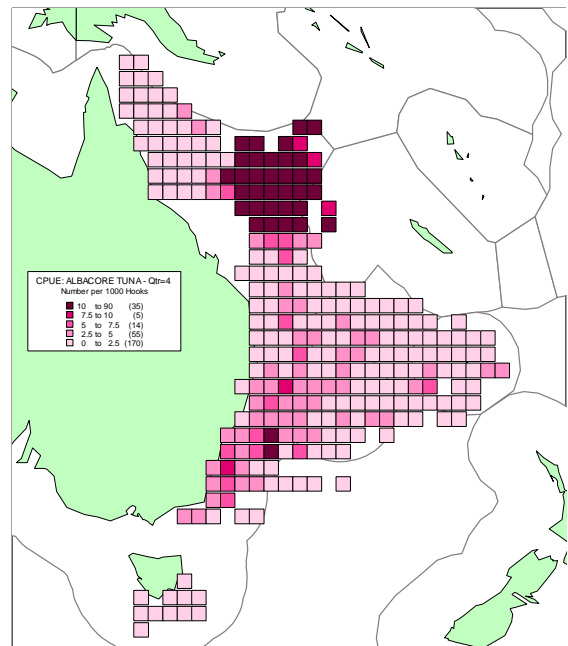 CPUE: ALBACORE TUNA - Qtr=4
Number per 1000 Hooks
10 to 90 (35)
7.5 to 10 (5)
5 to 7.5 (14)
2.5 to 5 (55)
0 to 2.5 (170)